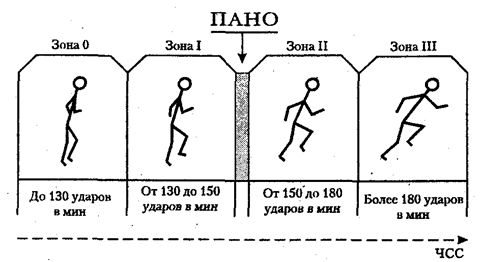 ПАНО
Зона 0
Зона I
Зона II
Зона III
До 130 ударов
в мин
От 130 до 150
ударов в мин
От 150 до 180
ударов в мин
Более 180 ударов
в мин
ЧСС